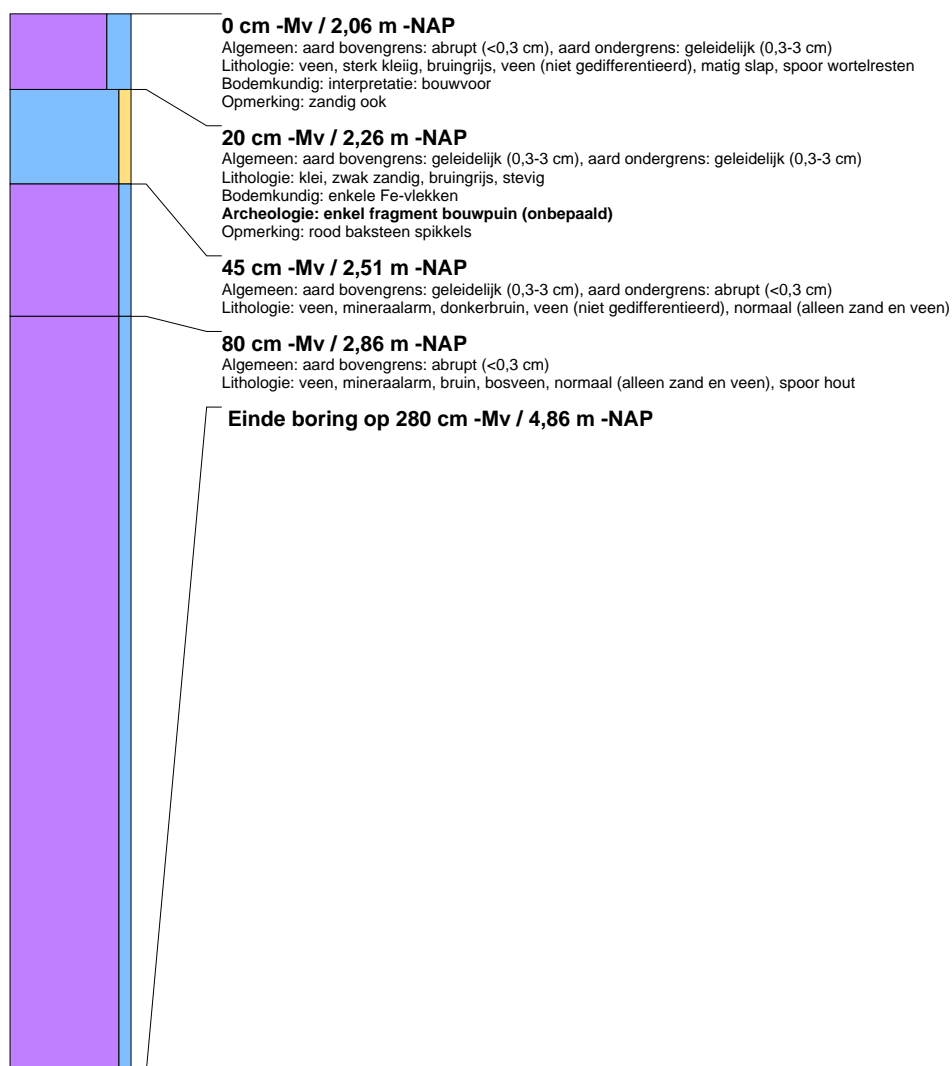 0 cm -Mv / 2,06 m -NAP
Algemeen: aard bovengrens: abrupt (<0,3 cm), aard ondergrens: geleidelijk (0,3-3 cm)
Lithologie: veen, sterk kleiig, bruingrijs, veen (niet gedifferentieerd), matig slap, spoor wortelresten
Bodemkundig: interpretatie: bouwvoor
Opmerking: zandig ook
20 cm -Mv / 2,26 m -NAP
Algemeen: aard bovengrens: geleidelijk (0,3-3 cm), aard ondergrens: geleidelijk (0,3-3 cm)
Lithologie: klei, zwak zandig, bruingrijs, stevig
Bodemkundig: enkele Fe-vlekken
Archeologie: enkel fragment bouwpuin (onbepaald)
Opmerking: rood baksteen spikkels
45 cm -Mv / 2,51 m -NAP
Algemeen: aard bovengrens: geleidelijk (0,3-3 cm), aard ondergrens: abrupt (<0,3 cm)
Lithologie: veen, mineraalarm, donkerbruin, veen (niet gedifferentieerd), normaal (alleen zand en veen)
80 cm -Mv / 2,86 m -NAP
Algemeen: aard bovengrens: abrupt (<0,3 cm)
Lithologie: veen, mineraalarm, bruin, bosveen, normaal (alleen zand en veen), spoor hout
Einde boring op 280 cm -Mv / 4,86 m -NAP